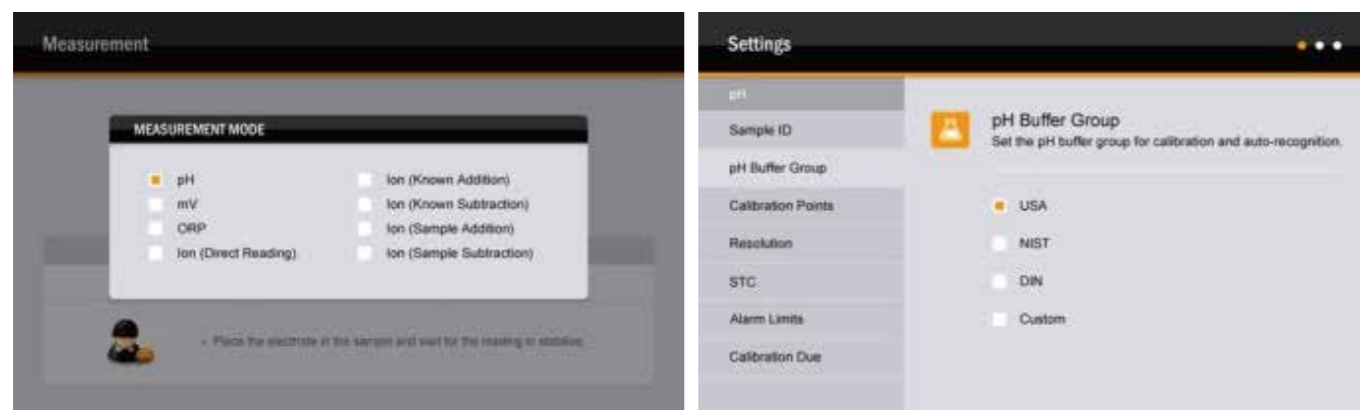 Measurement
MEASUREMENT MODE
pH
mV
ORP
Ion (Direct Reading)
Ion (Known Addition)
Ion (Known Subtraction)
Ion (Sample Addition)
Ion (Sample Subtraction)
Place the electrode in the sample and wait for the reading to stabilise.
Settings
pH
Sample ID
pH Buffer Group
Calibration Points
Resolution
STC
Alarm Limits
Calibration Due
pH Buffer Group
Set the pH buffer group for calibration and auto-recognition.
USA
NIST
DIN
Custom